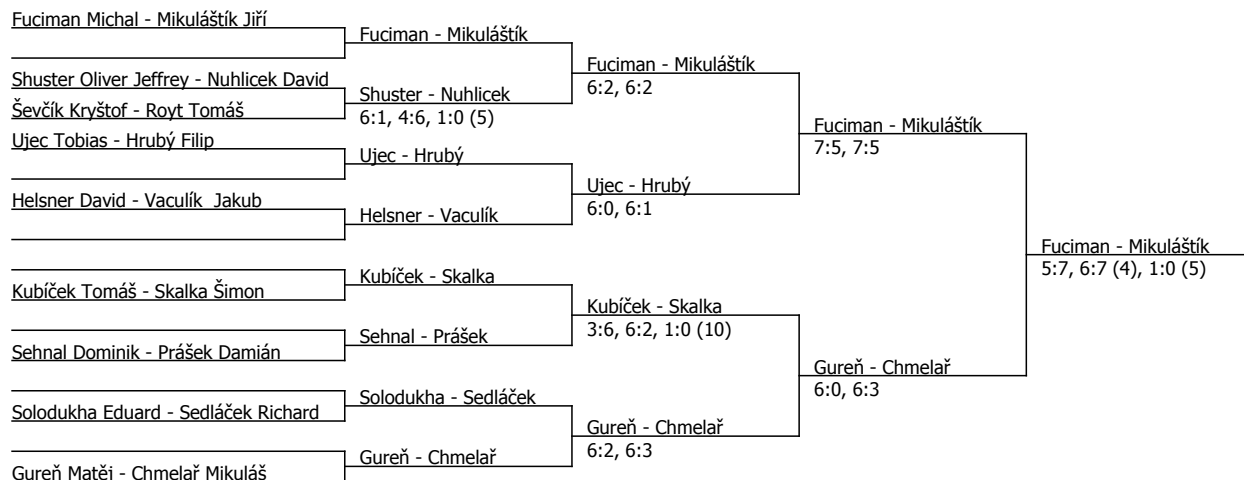 Fuciman Michal - Mikuláštík Jiří
Shuster Oliver Jeffrey - Nuhlicek David
Ševčík Kryštof - Royt Tomáš
Ujec Tobias - Hrubý Filip
Helsner David - Vaculík  Jakub
Kubíček Tomáš - Skalka Šimon
Sehnal Dominik - Prášek Damián
Solodukha Eduard - Sedláček Richard
Gureň Matěj - Chmelař Mikuláš
Fuciman - Mikuláštík
Shuster - Nuhlicek
6:1, 4:6, 1:0 (5)
Ujec - Hrubý
Helsner - Vaculík
Kubíček - Skalka
Sehnal - Prášek
Solodukha - Sedláček
Gureň - Chmelař
Fuciman - Mikuláštík
6:2, 6:2
Ujec - Hrubý
6:0, 6:1
Kubíček - Skalka
3:6, 6:2, 1:0 (10)
Gureň - Chmelař
6:2, 6:3
Fuciman - Mikuláštík
7:5, 7:5
Gureň - Chmelař
6:0, 6:3
Fuciman - Mikuláštík
5:7, 6:7 (4), 1:0 (5)